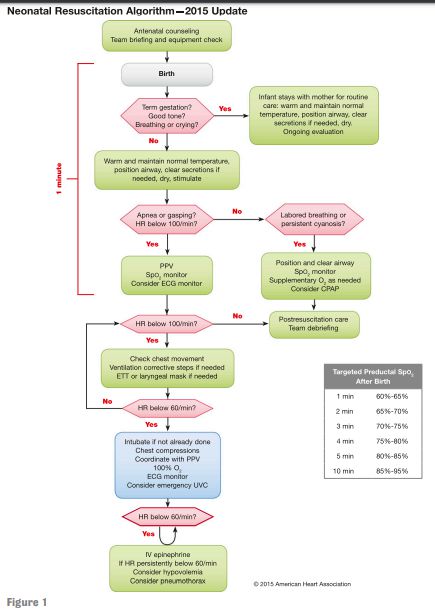 Neonatal Resuscitation Algorithm—2015 Update
Antenatal counseling
Team briefing and equipment check
Birth
1 minute
Term gestation?
Good tone?
Breathing or crying?
Yes
Infant stays with mother for routine
care: warm and maintain normal
temperature, position airway, clear
secretions if needed, dry.
Ongoing evaluation
No
Warm and maintain normal temperature,
position airway, clear secretions if
needed, dry, stimulate
Apnea or gasping?
HR below 100/min?
No
Labored breathing or
persistent cyanosis?
Yes
Yes
PPV
SpO₂ monitor
Consider ECG monitor
Position and clear airway
SpO₂ monitor
Supplementary O₂ as needed
Consider CPAP
HR below 100/min?
No
Postresuscitation care
Team debriefing
Yes
Check chest movement
Ventilation corrective steps if needed
ETT or laryngeal mask if needed
No
HR below 60/min?
Yes
Intubate if not already done
Chest compressions
Coordinate with PPV
100% O₂
ECG monitor
Consider emergency UVC
HR below 60/min?
Yes
IV epinephrine
If HR persistently below 60/min
Consider hypovolemia
Consider pneumothorax
Targeted Preductal SpO₂
After Birth
1 min 60%-65%
2 min 65%-70%
3 min 70%-75%
4 min 75%-80%
5 min 80%-85%
10 min 85%-95%
© 2015 American Heart Association
Figure 1